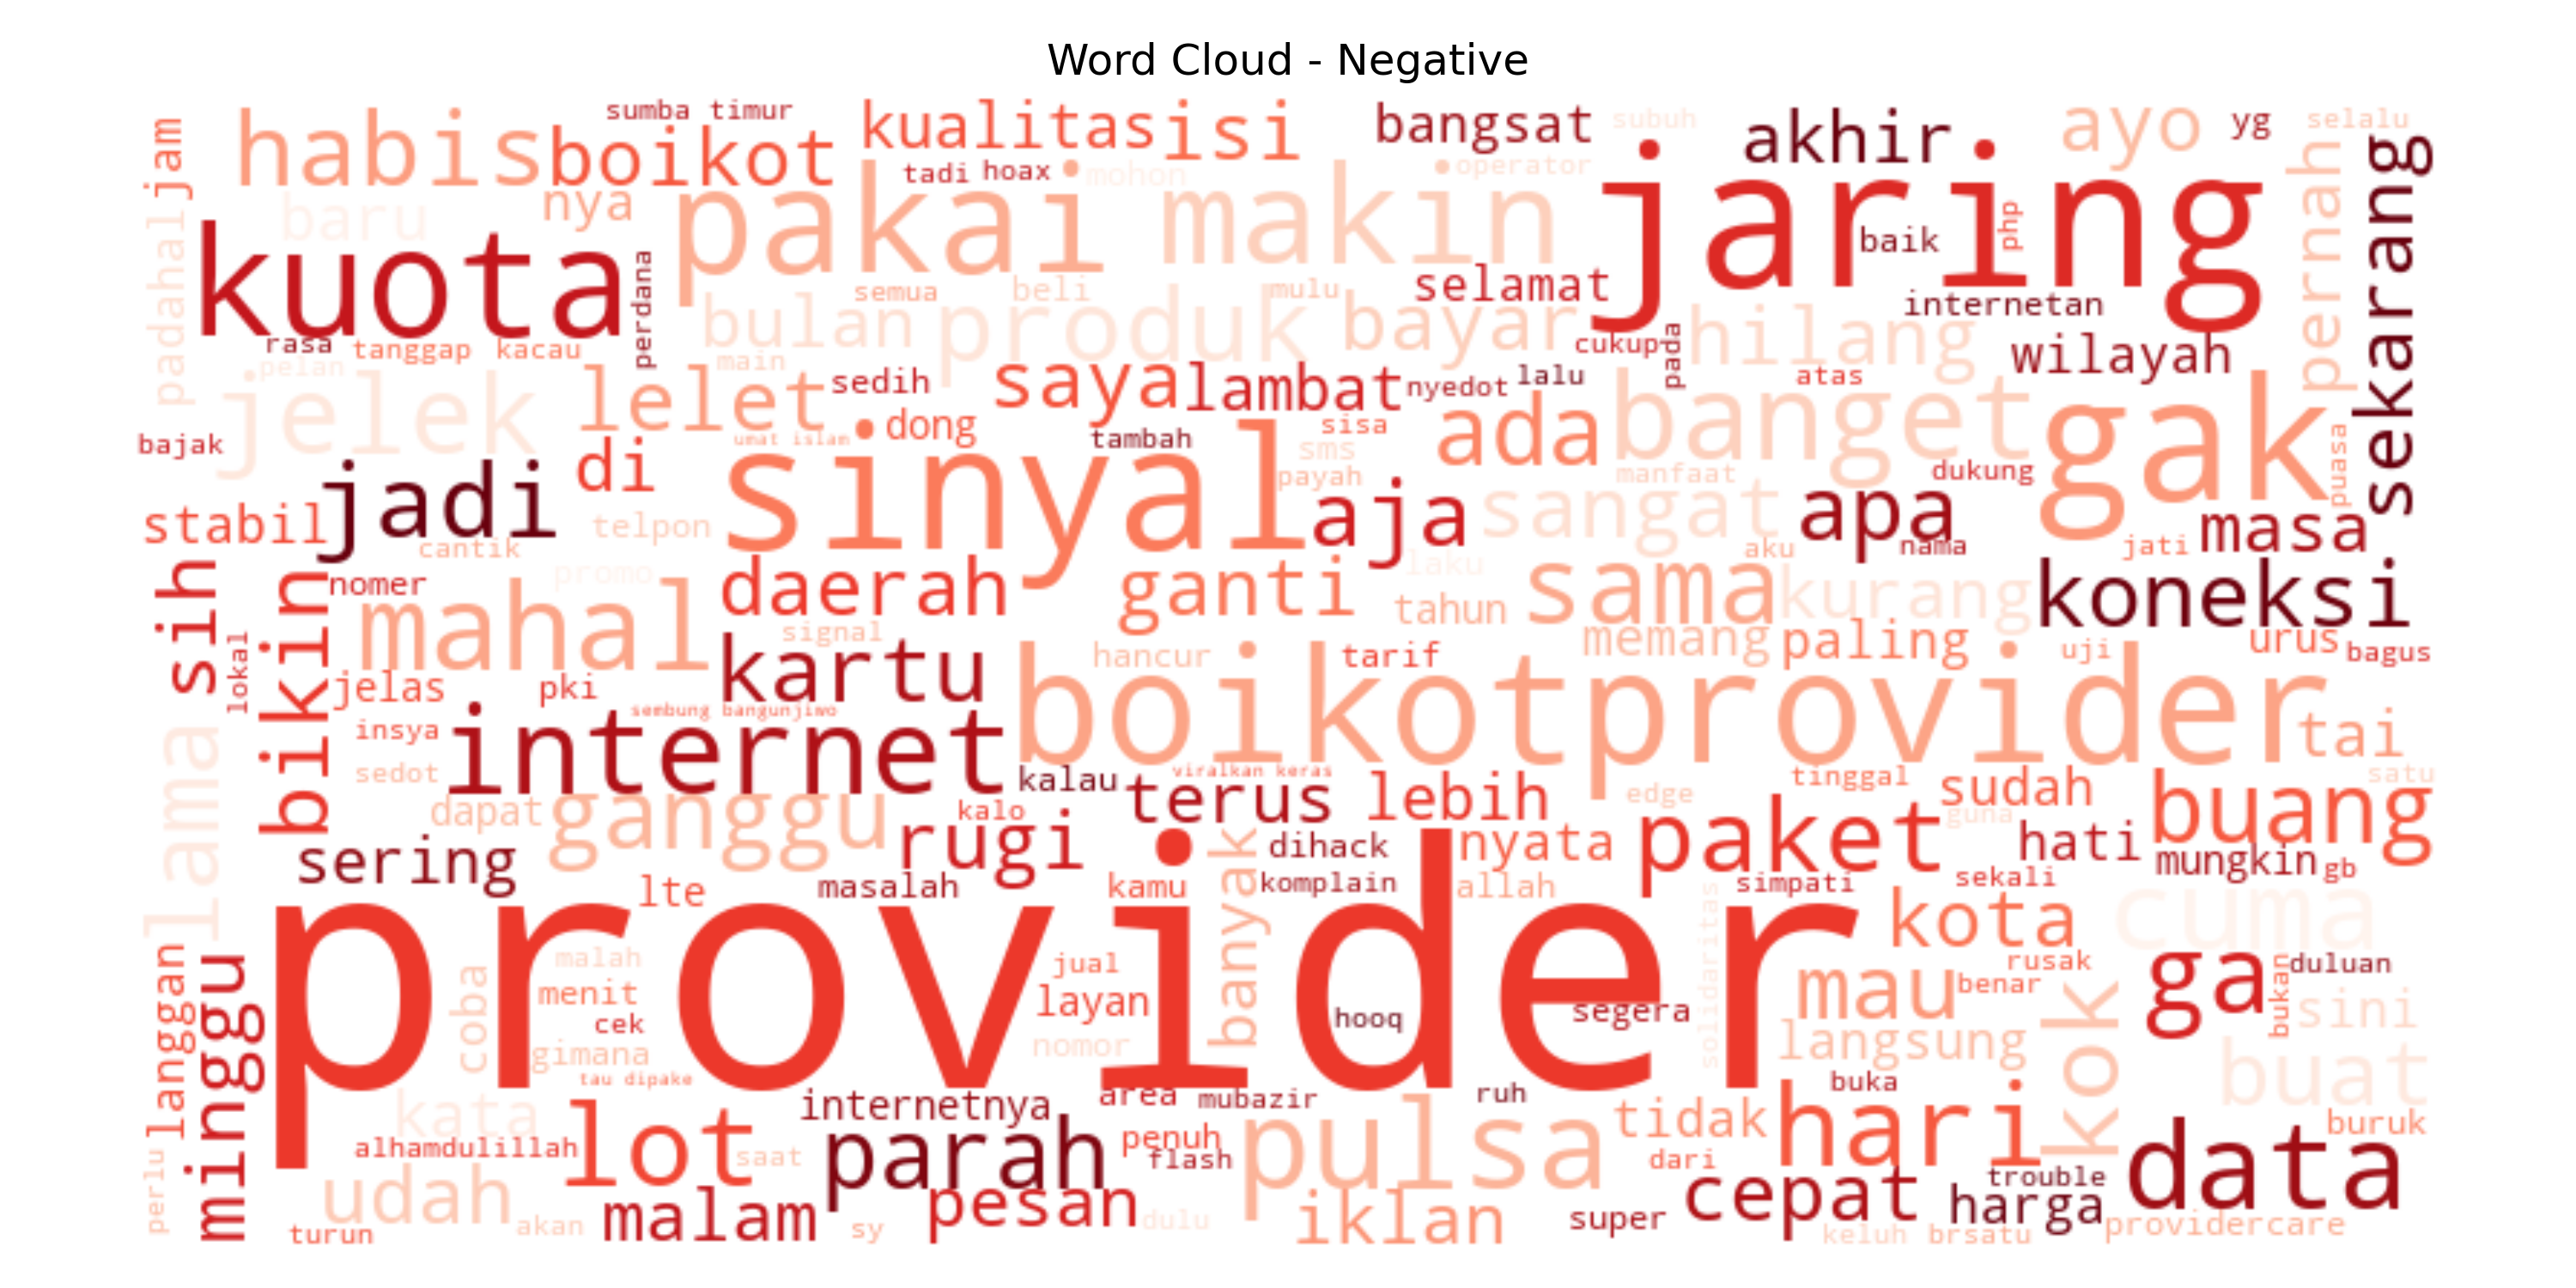 Word Cloud - Negative
sumba timur
habis
boikot
kualitas
isi
bangsat
subuh
akhir
ayo
yg
selalu
jam
tadi
hoax
mohon
operator
nya
baru
pakai
makin
jaring
baik
php
pernah
sekarang
padahal
kuota
perdana
semua
beli
mulu
selamat
internetan
bulan
produk
bayar
cukup
pada
hilang
wilayah
rasa
tanggap
kacau
pelan
main
jelek
lelet
sedih
saya
lambat
nyedot
lalu
atas
banget
gak
bajak
dong
umat islam
tambah
sisa
sms
ada
di
sinyal
payah
manfaat
dukung
puasa
jadi
stabil
telpon
cantik
aja
sangat
apa
nama
aku
jati
masa
sih
bikin
nomer
promo
daerah
ganti
laku
tahun
sama
kurang
koneksi
mahal
signal
lokal
kartu
hancur
tarif
memang
paling
uji
urus
bagus
jelas
pki
sembung bangunjiwo
boikotprovider
tai
insya
internet
lama
sedot
kalau
viralkan keras
terus
lebih
tinggal
sudah
satu
edge
guna
dapat
ganggu
kalo
rugi
banyak
dihack
nyata
paket
hati
buang
mungkin
gb
sering
lte
masalah
kamu
komplain
allah
simpati
sekali
provider
solidaritas
kota
cuma
langgan
minggu
coba
malah
menit
cek
gimana
tau dipake
jual
layan
nomor
hooq
segera
mau
benar
rusak
langsung
kok
ga
bukan
duluan
sini
buat
kata
internetnya
area
mubazir
ruh
buka
tidak
hari
alhamdulillah
lot
saat
parah
penuh
flash
pulsa
dari
trouble
data
buruk
perlu
udah
turun
akan
malam
sy
pesan
dulu
iklan
super
cepat
harga
keluh
brsatu
providercare